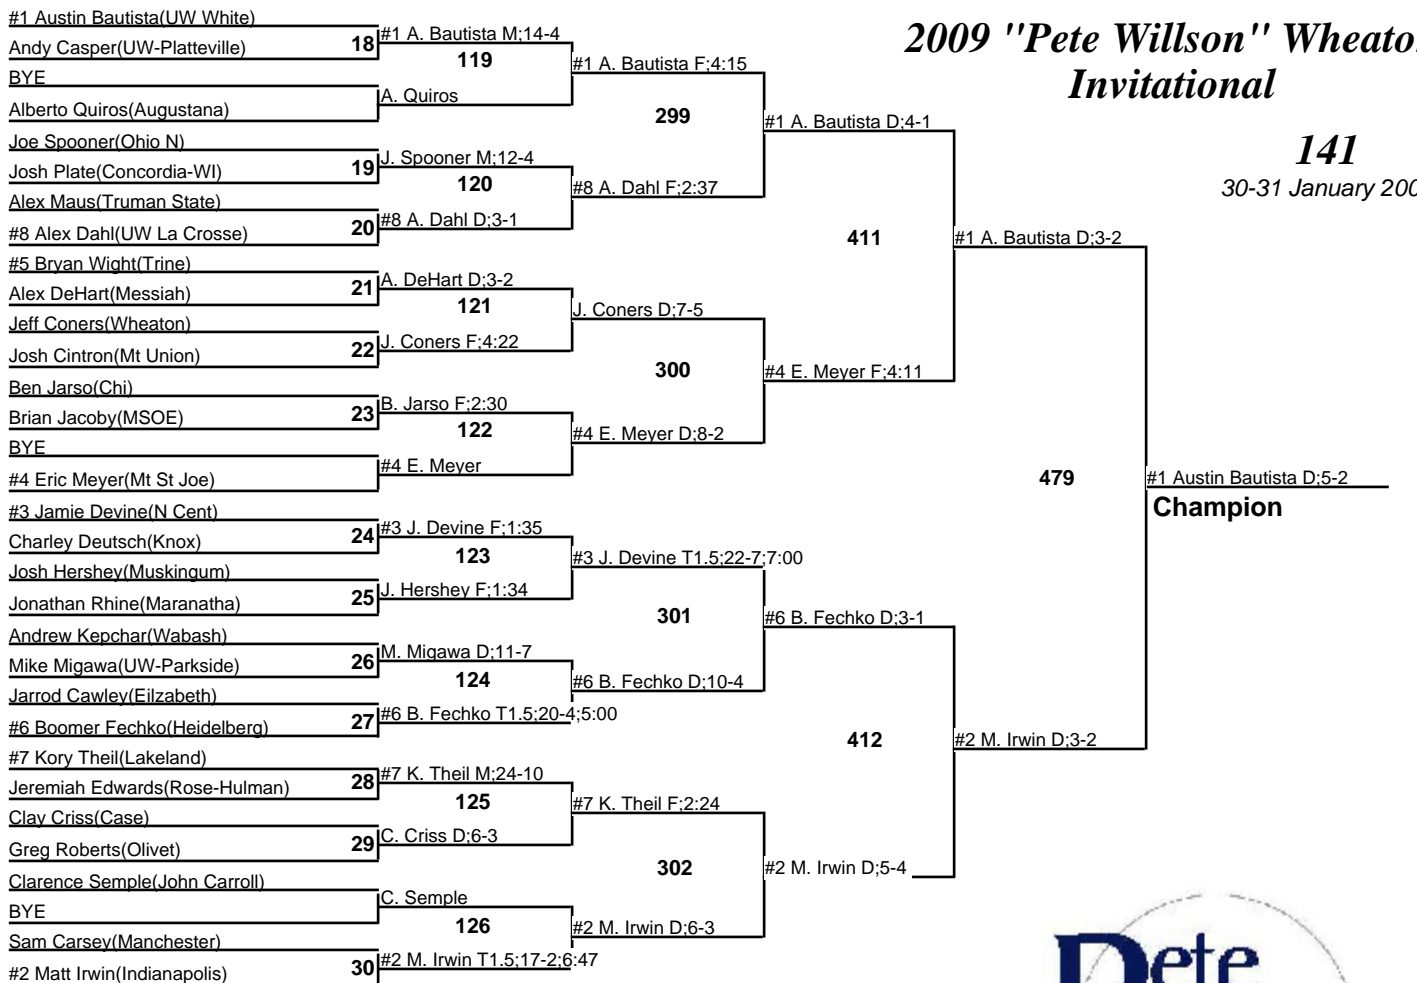 2009 "Pete Willson" Wheaton
Invitational
141
30-31 January 200
#1 Austin Bautista(UW White)
Andy Casper(UW-Platteville)
BYE
Alberto Quiros(Augustana)
Joe Spooner(Ohio N)
Josh Plate(Concordia-WI)
Alex Maus(Truman State)
#8 Alex Dahl(UW La Crosse)
#5 Bryan Wight(Trine)
Alex DeHart(Messiah)
Jeff Coners(Wheaton)
Josh Cintron(Mt Union)
Ben Jarso(Chi)
Brian Jacoby(MSOE)
BYE
#4 Eric Meyer(Mt St Joe)
#3 Jamie Devine(N Cent)
Charley Deutsch(Knox)
Josh Hershey(Muskingum)
Jonathan Rhine(Maranatha)
Andrew Kepchar(Wabash)
Mike Migawa(UW-Parkside)
Jarrod Cawley(Eilzabeth)
#6 Boomer Fechko(Heidelberg)
#7 Kory Theil(Lakeland)
Jeremiah Edwards(Rose-Hulman)
Clay Criss(Case)
Greg Roberts(Olivet)
Clarence Semple(John Carroll)
BYE
Sam Carsey(Manchester)
#2 Matt Irwin(Indianapolis)
18
19
20
21
22
23
24
25
26
27
28
29
30
#1 A. Bautista M;14-4
119
A. Quiros
J. Spooner M;12-4
120
#8 A. Dahl D;3-1
A. DeHart D;3-2
121
J. Coners F;4:22
B. Jarso F;2:30
122
#4 E. Meyer
#3 J. Devine F;1:35
123
J. Hershey F;1:34
M. Migawa D;11-7
124
#6 B. Fechko T1.5;20-4;5:00
#7 K. Theil M;24-10
125
C. Criss D;6-3
C. Semple
126
#2 M. Irwin T1.5;17-2;6:47
#1 A. Bautista F;4:15
299
#8 A. Dahl F;2:37
J. Coners D;7-5
300
#4 E. Meyer D;8-2
#3 J. Devine T1.5;22-7;7:00
301
#6 B. Fechko D;10-4
#7 K. Theil F;2:24
302
#2 M. Irwin D;6-3
#1 A. Bautista D;4-1
411
#4 E. Meyer F;4:11
#6 B. Fechko D;3-1
412
#2 M. Irwin D;5-4
#1 A. Bautista D;3-2
479
#2 M. Irwin D;3-2
#1 Austin Bautista D;5-2
Champion
Pete